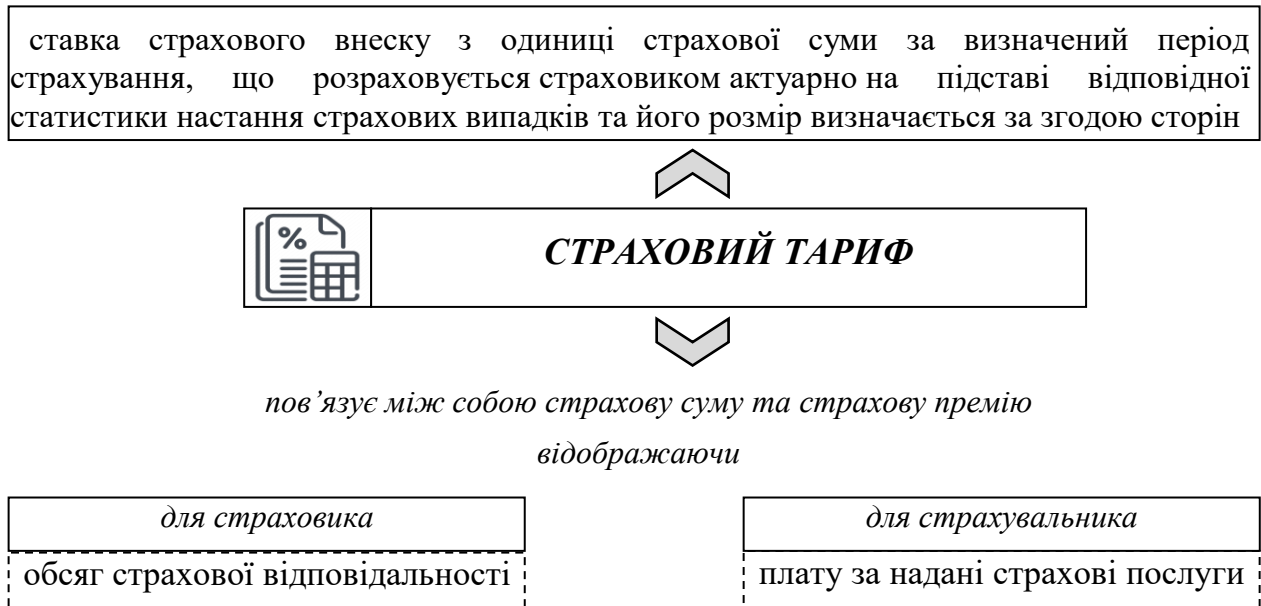 ставка страхового внеску з одиниці страхової суми за визначений період
страхування, що розраховується страховиком актуарно на підставі відповідної
статистики настання страхових випадків та його розмір визначається за згодою сторін
%
СТРАХОВИЙ ТАРИФ
пов’язує між собою страхову суму та страхову премію
відображаючи
для страховика
для страхувальника
обсяг страхової відповідальності
плату за надані страхові послуги